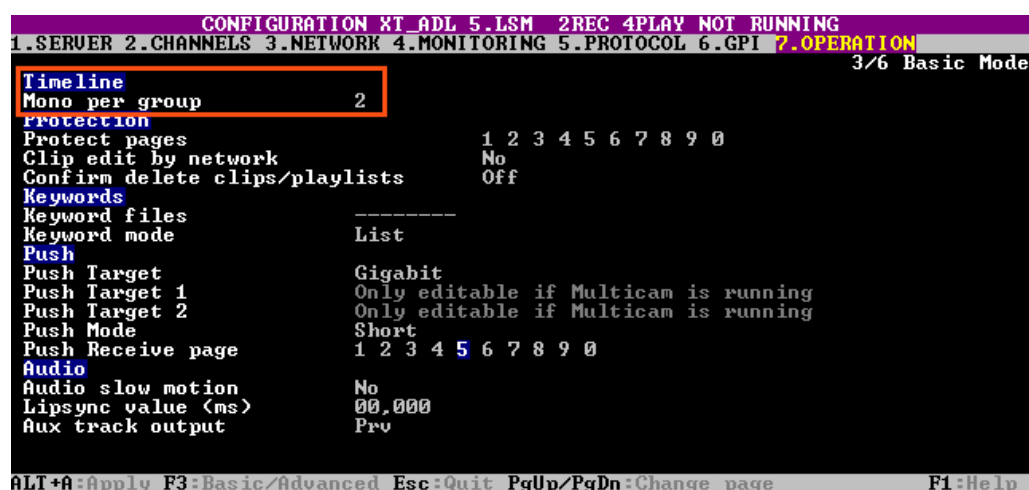 CONFIGURATION XT_ADL 5.LSM 2REC 4PLAY NOT RUNNING
1.SERVER 2.CHANNELS 3.NETWORK 4.MONITORING 5.PROTOCOL 6.GPI 7.OPERATION
3/6 Basic Mode
Timeline
Mono per group 2
Protection
Protect pages 1 2 3 4 5 6 7 8 9 0
Clip edit by network No
Confirm delete clips/playlists Off
Keywords
Keyword files --------
Keyword mode List
Push
Push Target Gigabit
Push Target 1 Only editable if Multicam is running
Push Target 2 Only editable if Multicam is running
Push Mode Short
Push Receive page 1 2 3 4 5 6 7 8 9 0
Audio
Audio slow motion No
Lipsync value (ms) 00,000
Aux track output Prv
ALT+A:Apply F3:Basic/Advanced Esc:Quit PgUp/PgDn:Change page F1:Help